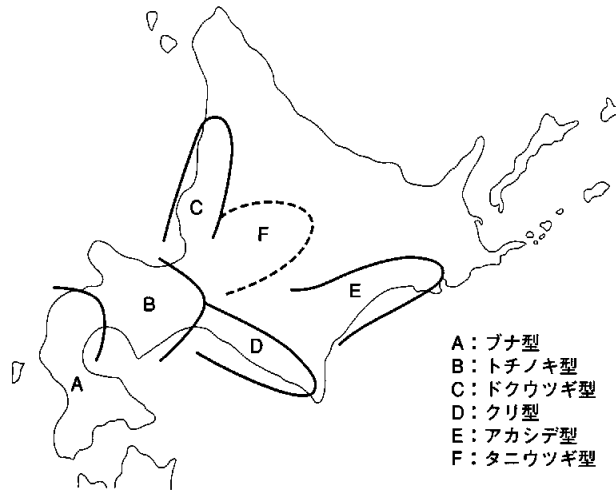 C
F
B
E
D
A
A：ブナ型
B：トチノキ型
C：ドクウツギ型
D：クリ型
E：アカシデ型
F：タニウツギ型